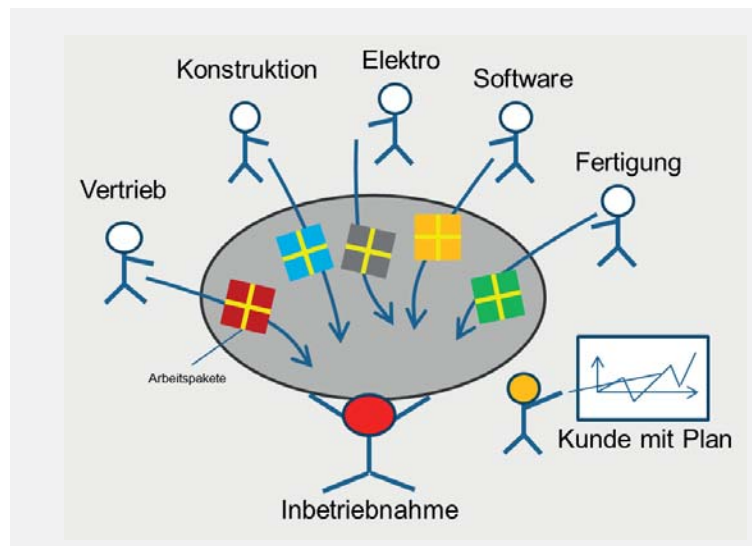 Konstruktion
Elektro
Software
Vertrieb
Fertigung
Arbeitspakete
Kunde mit Plan
Inbetriebnahme